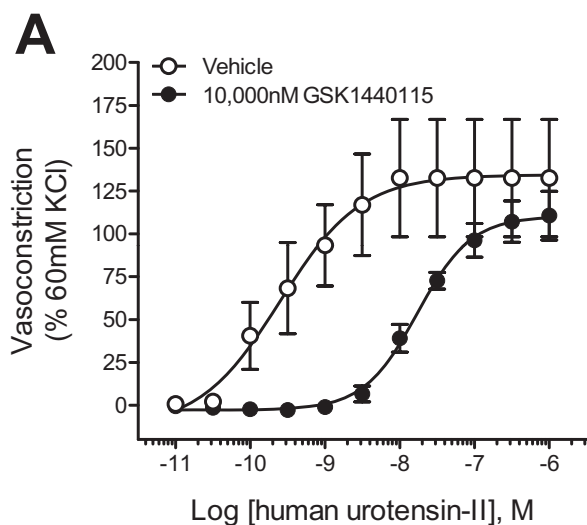 A
Vehicle
10,000nM GSK1440115
Vasoconstriction
(% 60mM KCl)
200
175
150
125
100
75
50
25
0
-11
-10
-9
-8
-7
-6
Log [human urotensin-II], M